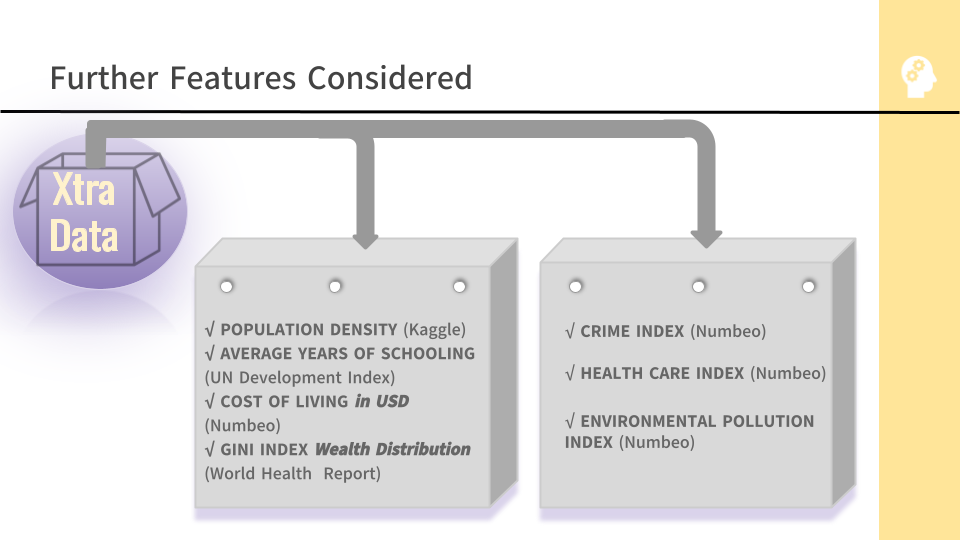 Further Features Considered
Xtra
Data
√ POPULATION DENSITY (Kaggle)
√ AVERAGE YEARS OF SCHOOLING
(UN Development Index)
√ COST OF LIVING in USD
(Numbeo)
√ GINI INDEX Wealth Distribution
(World Health Report)
√ CRIME INDEX (Numbeo)
√ HEALTH CARE INDEX (Numbeo)
√ ENVIRONMENTAL POLLUTION
INDEX (Numbeo)